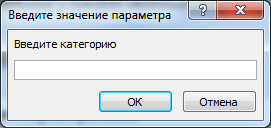 Введите значение параметра
Введите категорию
ОК
Отмена